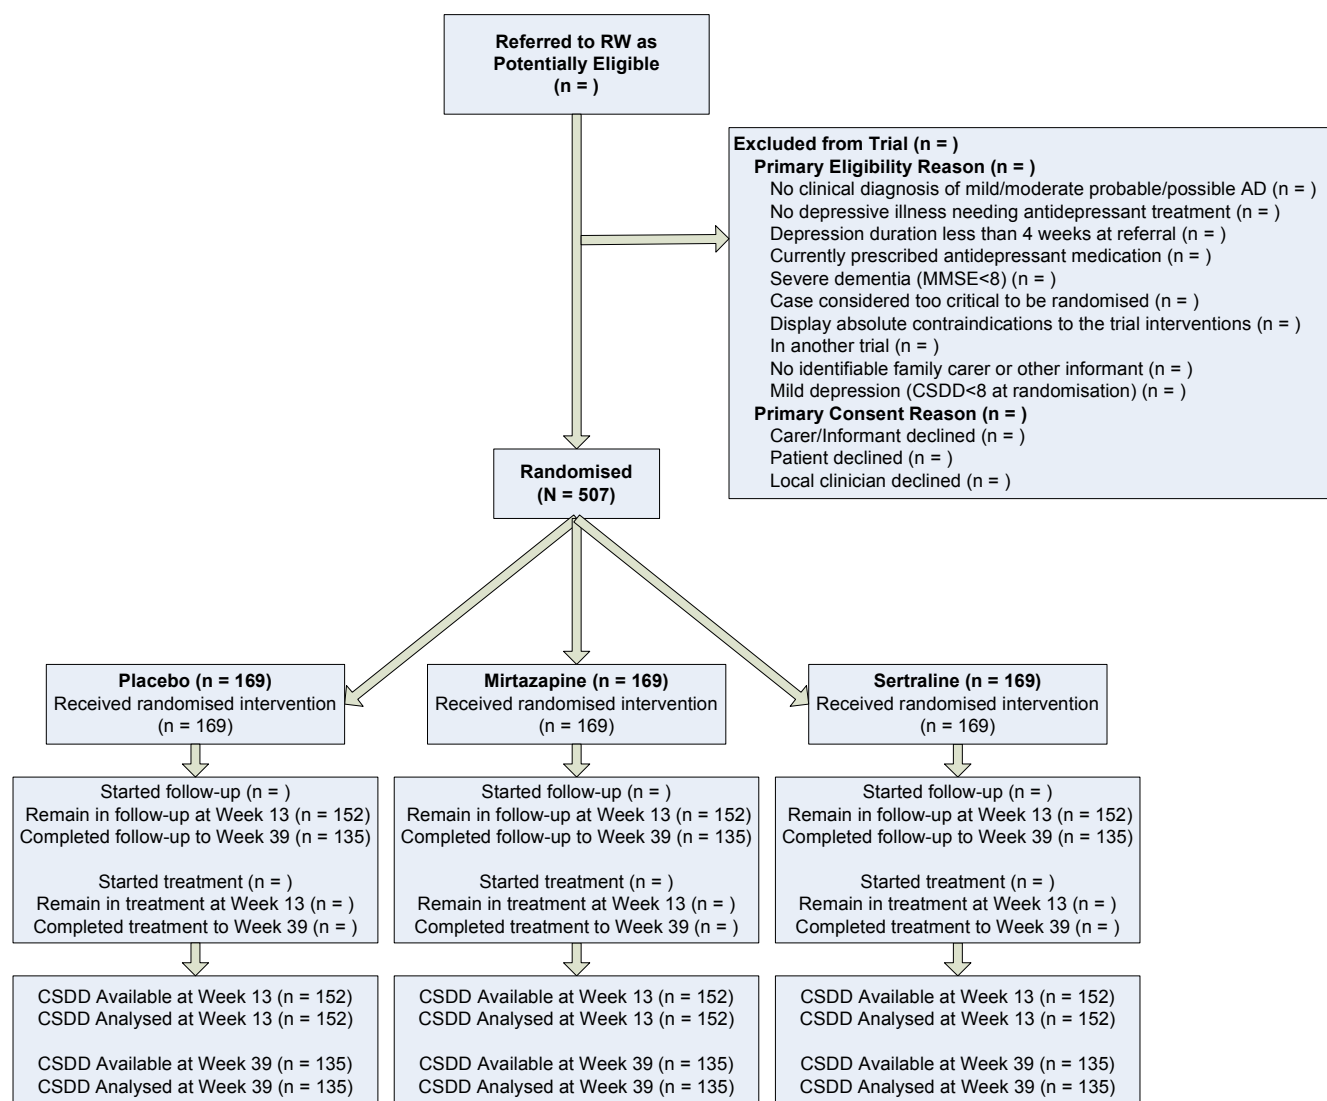 Referred to RW as
Potentially Eligible
(n = )
Excluded from Trial (n = )
Primary Eligibility Reason (n = )
No clinical diagnosis of mild/moderate probable/possible AD (n = )
No depressive illness needing antidepressant treatment (n = )
Depression duration less than 4 weeks at referral (n = )
Currently prescribed antidepressant medication (n = )
Severe dementia (MMSE<8) (n = )
Case considered too critical to be randomised (n = )
Display absolute contraindications to the trial interventions (n = )
In another trial (n = )
No identifiable family carer or other informant (n = )
Mild depression (CSDD<8 at randomisation) (n = )
Primary Consent Reason (n = )
Carer/Informant declined (n = )
Patient declined (n = )
Local clinician declined (n = )
Randomised
(N = 507)
Placebo (n = 169)
Received randomised intervention
(n = 169)
Mirtazapine (n = 169)
Received randomised intervention
(n = 169)
Sertraline (n = 169)
Received randomised intervention
(n = 169)
Started follow-up (n = )
Remain in follow-up at Week 13 (n = 152)
Completed follow-up to Week 39 (n = 135)
Started treatment (n = )
Remain in treatment at Week 13 (n = )
Completed treatment to Week 39 (n = )
Started follow-up (n = )
Remain in follow-up at Week 13 (n = 152)
Completed follow-up to Week 39 (n = 135)
Started treatment (n = )
Remain in treatment at Week 13 (n = )
Completed treatment to Week 39 (n = )
Started follow-up (n = )
Remain in follow-up at Week 13 (n = 152)
Completed follow-up to Week 39 (n = 135)
Started treatment (n = )
Remain in treatment at Week 13 (n = )
Completed treatment to Week 39 (n = )
CSDD Available at Week 13 (n = 152)
CSDD Analysed at Week 13 (n = 152)
CSDD Available at Week 39 (n = 135)
CSDD Analysed at Week 39 (n = 135)
CSDD Available at Week 13 (n = 152)
CSDD Analysed at Week 13 (n = 152)
CSDD Available at Week 39 (n = 135)
CSDD Analysed at Week 39 (n = 135)
CSDD Available at Week 13 (n = 152)
CSDD Analysed at Week 13 (n = 152)
CSDD Available at Week 39 (n = 135)
CSDD Analysed at Week 39 (n = 135)